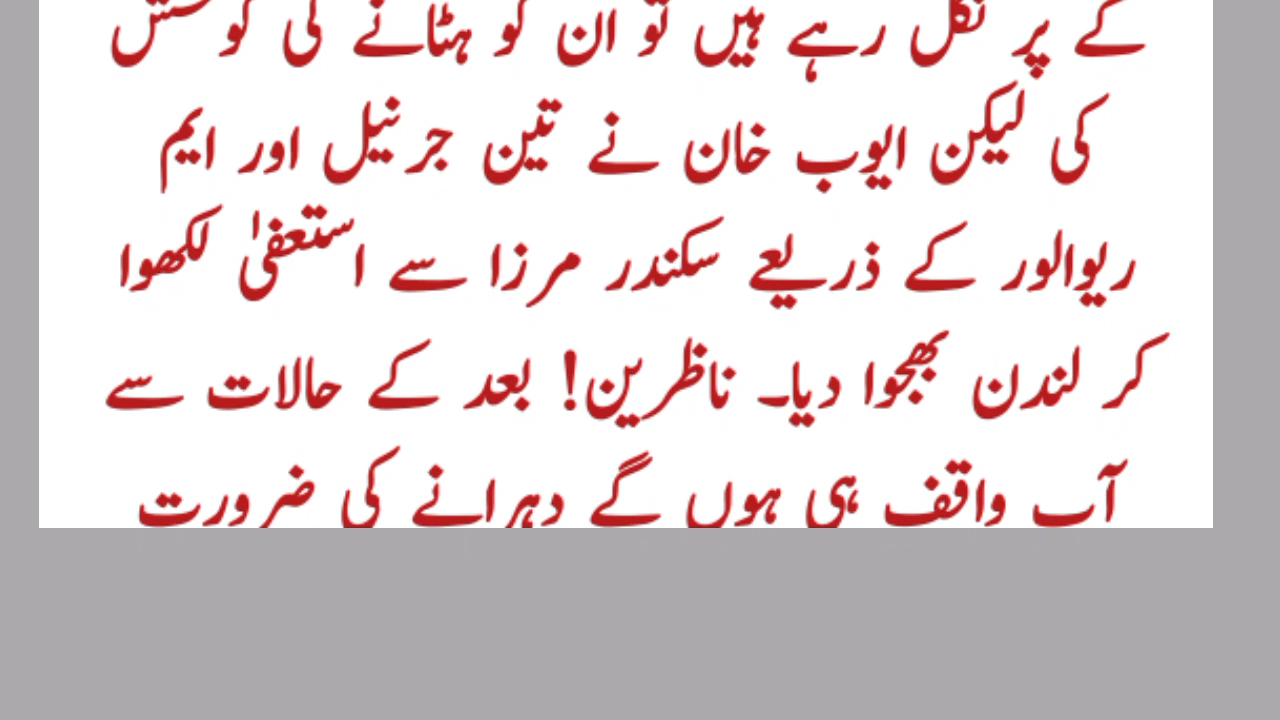 کے پر نکل رہے ہیں تو ان کو ہٹانے کی کوشش
کی لیکن ایوب خان نے تین جرنیل اور ایم
ریوالور کے ذریعے سکندر مرزا سے استعفیٰ لکھوا
کر لندن بھجوا دیا۔ ناظرین! بعد کے حالات سے
آپ واقف ہی ہوں گے دہرانے کی ضرورت